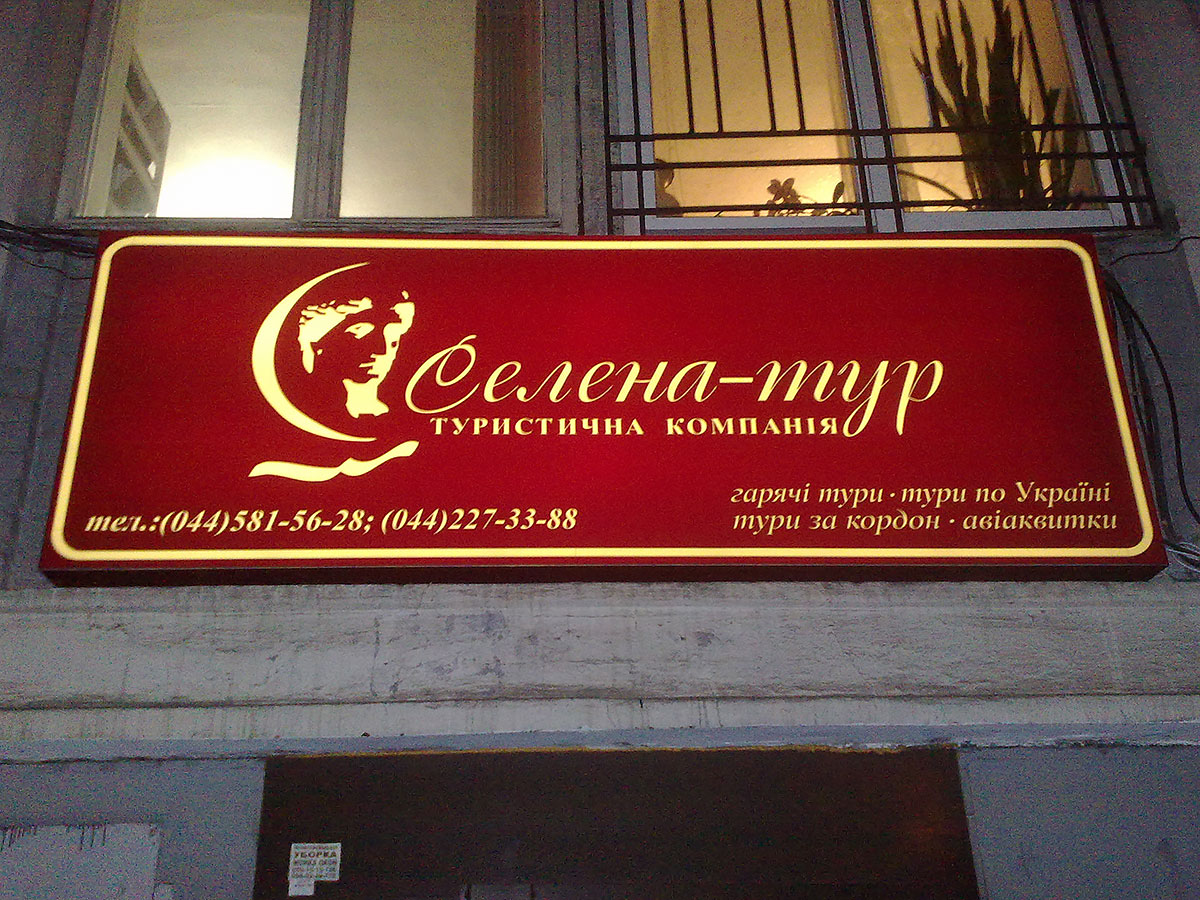 Селена-тур
ТУРИСТИЧНА КОМПАНІЯ
тел.:(044)581-56-28; (044)227-33-88
гарячі тури · тури по Україні
тури за кордон · авіаквитки
УБОРКА